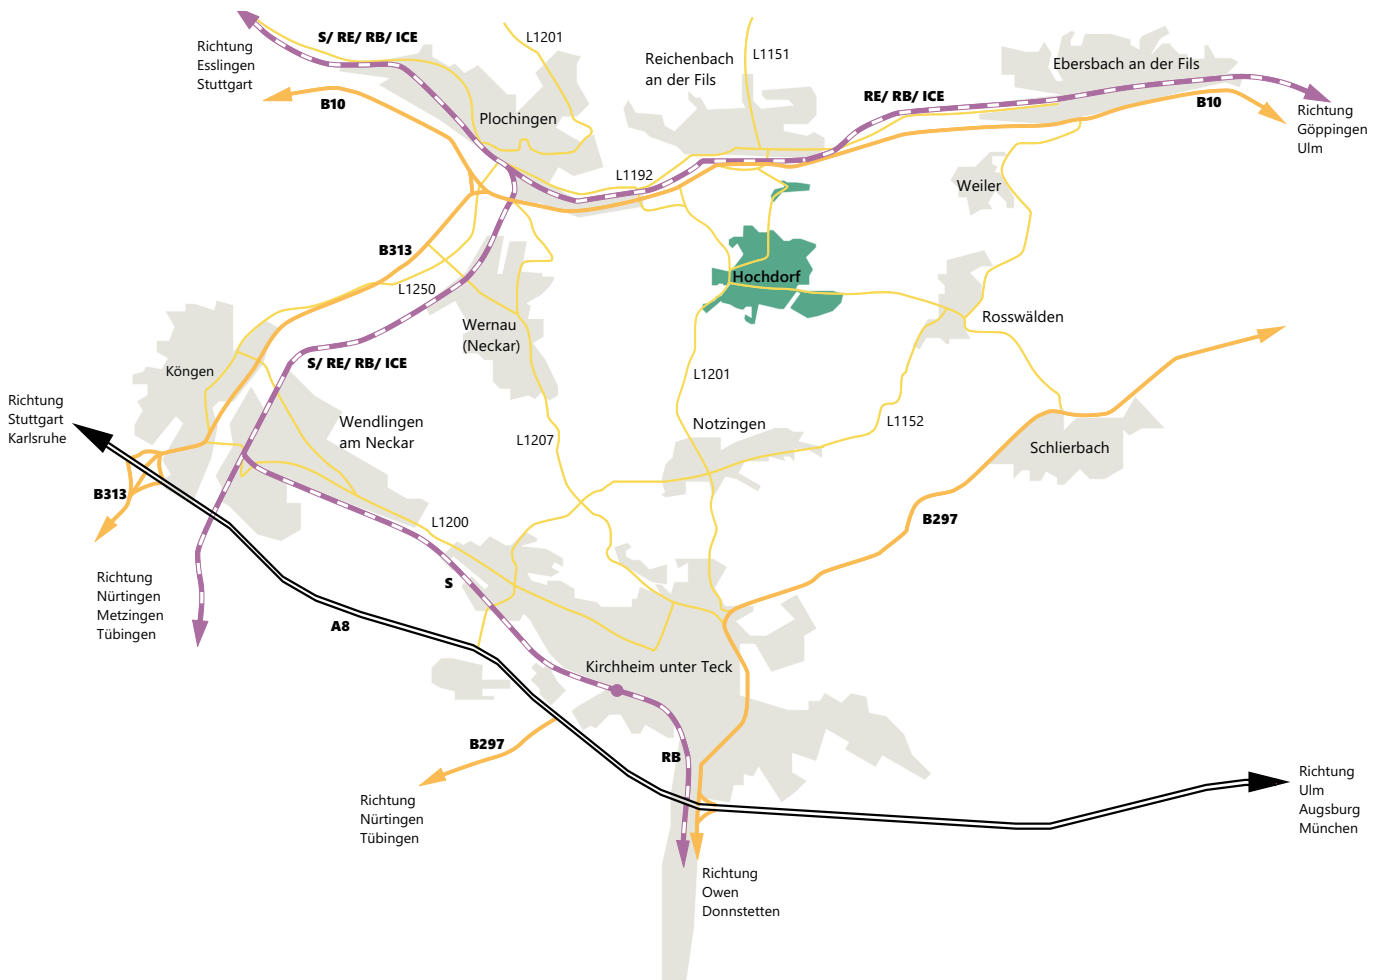 S/ RE/ RB/ ICE
L1201
Richtung
Esslingen
Stuttgart
Reichenbach
an der Fils
L1151
Ebersbach an der Fils
B10
RE/ RB/ ICE
B10
Richtung
Göppingen
Ulm
Plochingen
L1192
Weiler
B313
L1250
Hochdorf
Wernau
(Neckar)
Rosswälden
S/ RE/ RB/ ICE
Köngen
L1201
Richtung
Stuttgart
Karlsruhe
Wendlingen
am Neckar
Notzingen
L1152
L1207
Schlierbach
B313
L1200
B297
Richtung
Nürtingen
Metzingen
Tübingen
S
A8
Kirchheim unter Teck
B297
RB
Richtung
Ulm
Augsburg
München
Richtung
Nürtingen
Tübingen
Richtung
Owen
Donnstetten